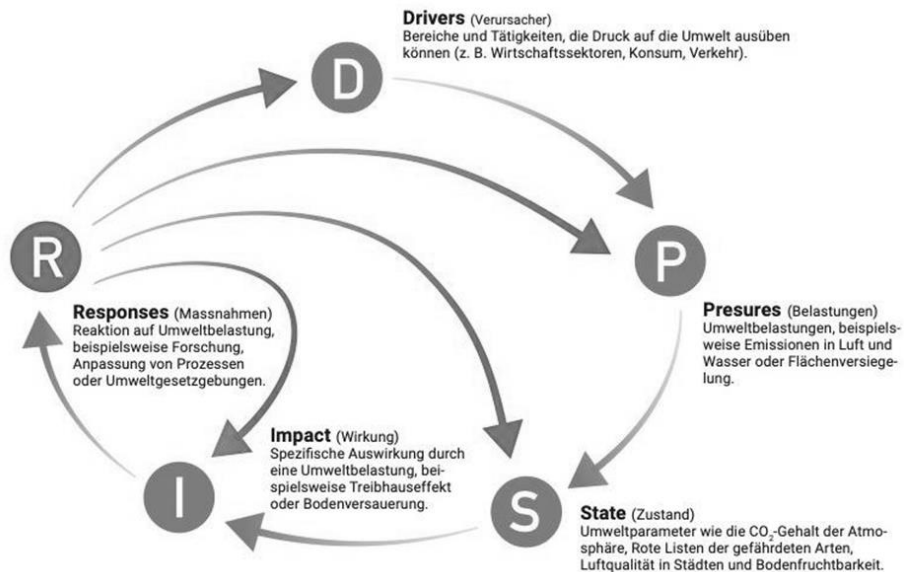 Drivers (Verursacher)
Bereiche und Tätigkeiten, die Druck auf die Umwelt ausüben
können (z. B. Wirtschaftssektoren, Konsum, Verkehr).
D
R
P
Responses (Massnahmen)
Reaktion auf Umweltbelastung,
beispielsweise Forschung,
Anpassung von Prozessen
oder Umweltgesetzgebungen.
Presures (Belastungen)
Umweltbelastungen, beispiels-
weise Emissionen in Luft und
Wasser oder Flächenversiege-
lung.
Impact (Wirkung)
Spezifische Auswirkung durch
eine Umweltbelastung, bei-
spielsweise Treibhauseffekt
oder Bodenversauerung.
I
S
State (Zustand)
Umweltparameter wie die CO₂-Gehalt der Atmo-
sphäre, Rote Listen der gefährdeten Arten,
Luftqualität in Städten und Bodenfruchtbarkeit.